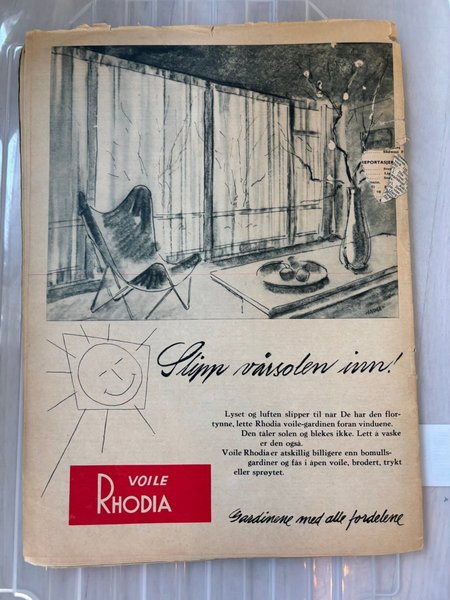 REPORTASJER
Slipp vårsolen inn!
Lyset og luften slipper til når De har den flor-
tynne, lette Rhodia voile-gardinen foran vinduene.
Den tåler solen og blekes ikke. Lett å vaske
er den også.
Voile Rhodia er atskillig billigere enn bomulls-
gardiner og fås i åpen voile, brodert, trykt
eller sprøytet.
VOILE
RHODIA
Gardinene med alle fordelene